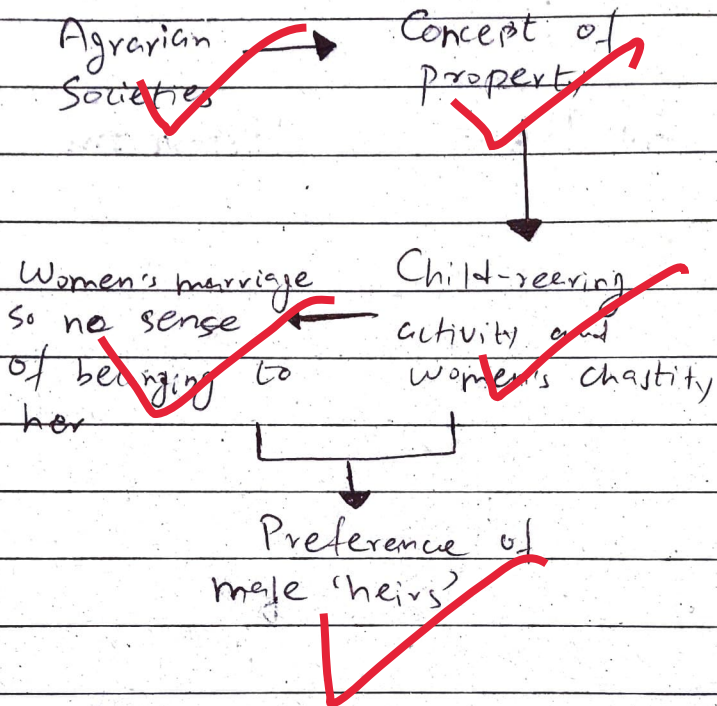 Agrarian
Societies
Concept of
property
Child-reering
activity and
women's chastity
Women's marriage
so no sense
of belonging to
her
Preference of
male 'heirs'